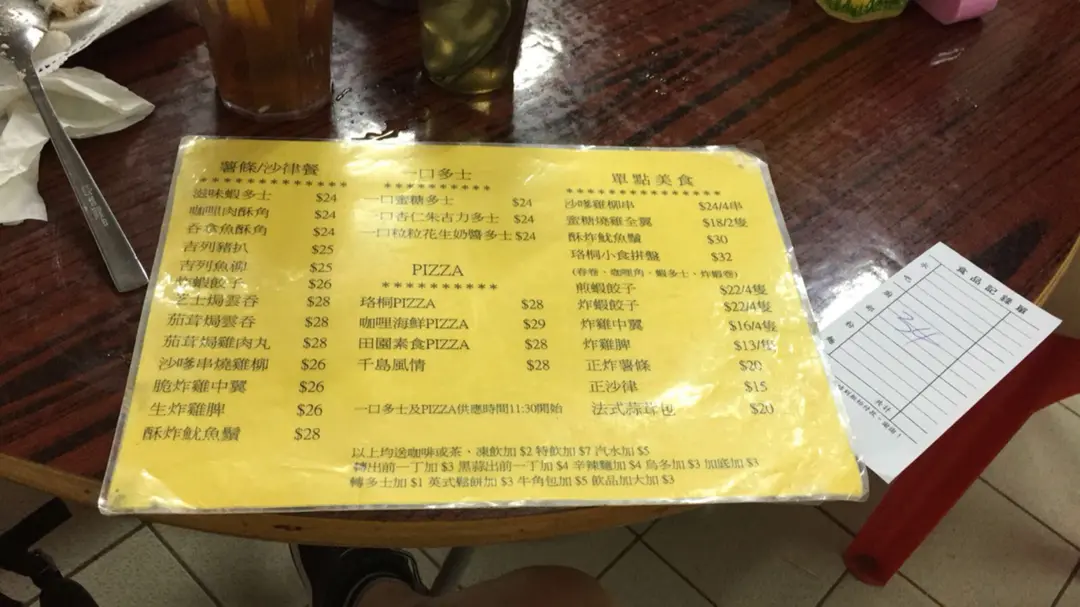 薯條/沙律餐
滋味蝦多士 $24
咖喱肉酥角 $24
吞拿魚酥角 $24
吉列豬扒 $25
吉列魚柳 $25
蝦餃子 $26
芝士焗雲吞 $28
茄茸焗雲吞 $28
茄茸焗雞肉丸 $28
沙嗲串燒雞柳 $26
脆炸雞中翼 $26
生炸雞脾 $26
酥炸魷魚鬚 $28
一口多士
一口蜜糖多士 $24
一口杏仁朱古力多士 $24
一口粒粒花生奶醬多士 $24
PIZZA
珞桐PIZZA $28
咖喱海鮮PIZZA $29
田園素食PIZZA $28
千島風情 $28
一口多士及PIZZA供應時間11:30開始
單點美食
沙嗲雞柳串 $24/4串
蜜糖燒雞全翼 $18/2隻
酥炸魷魚鬚 $30
珞桐小食拼盤 $32
(春卷、咖喱角、蝦多士、炸蝦卷)
煎蝦餃子 $22/4隻
炸蝦餃子 $22/4隻
炸雞中翼 $16/4隻
炸雞脾 $13/隻
正炸薯條 $20
正沙律 $15
法式蒜茸包 $20
以上均送咖啡或茶、凍飲加 $2 特飲加 $7 汽水加 $5
轉出前一丁加 $3 黑蒜出前一丁加 $4 辛辣麵加 $4 烏冬加 $3 加底加 $3
轉多士加 $1 英式鬆餅加 $3 牛角包加 $5 飲品加大加 $3
食品記錄單
共計